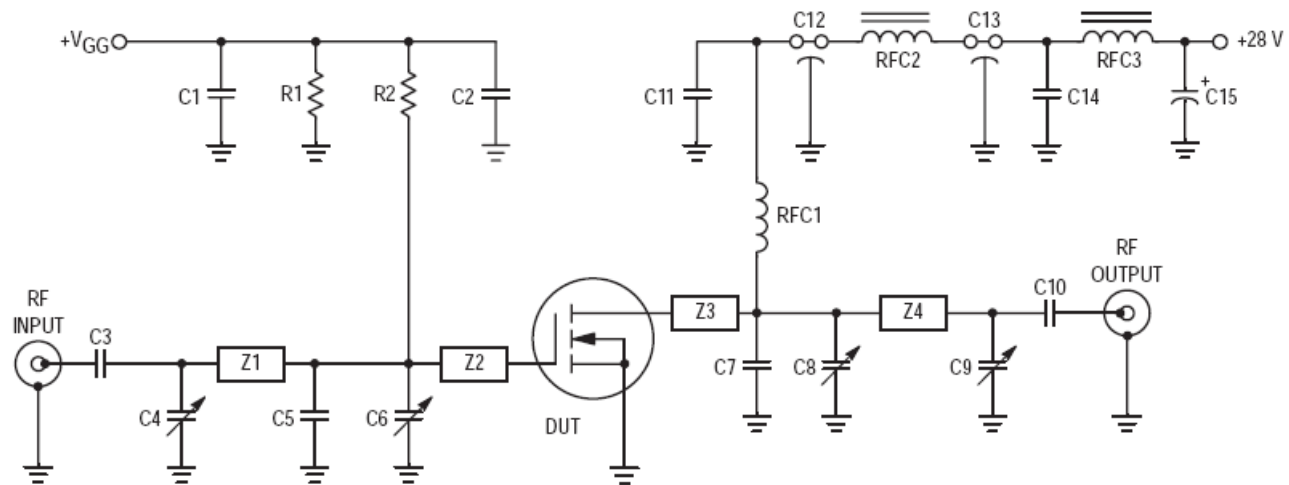 C12
C13
+VGG
+28 V
RFC2
RFC3
C1
R1
R2
C2
C11
C14
+
C15
RFC1
RF
INPUT
RF
OUTPUT
C3
Z3
Z4
C10
Z1
Z2
C7
C8
C9
C4
C5
C6
DUT